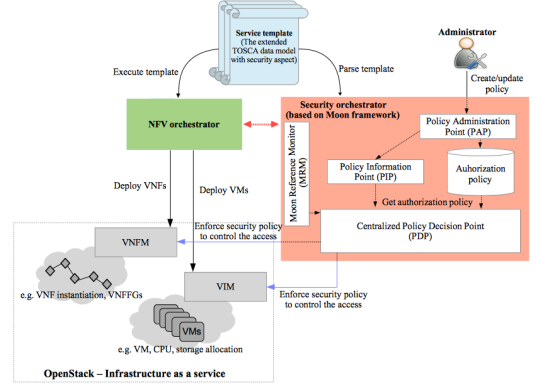 Service template
(The extended
TOSCA data model
with security aspect)
Administrator
Execute template
Parse template
Create/update
policy
NFV orchestrator
Security orchestrator
(based on Moon framework)
Policy Administration
Point (PAP)
Moon Reference Monitor
(MRM)
Policy Information
Point (PIP)
Auhorization
policy
Deploy VNFs
Deploy VMs
Get authorization policy
Centralized Policy Decision Point
(PDP)
Enforce security policy
to control the access
VNFM
e.g. VNF instantiation, VNFFGs
VIM
Enforce security policy
to control the access
VMs
e.g. VM, CPU, storage allocation
OpenStack – Infrastructure as a service